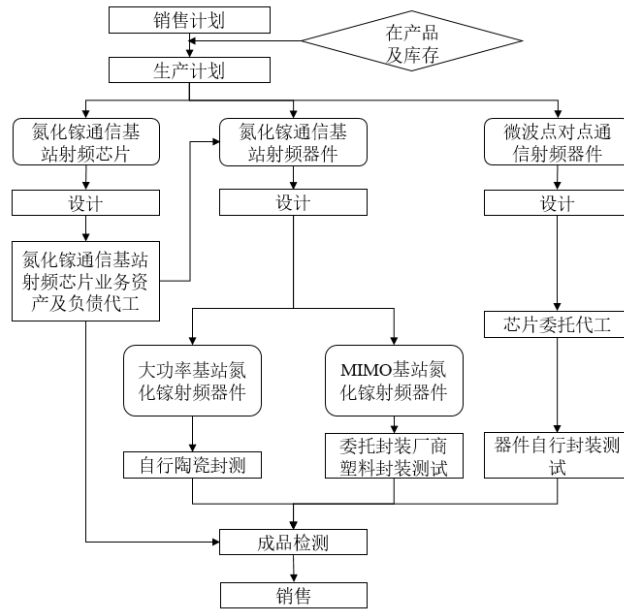 销售计划
在产品
及库存
生产计划
氮化镓通信基
站射频芯片
氮化镓通信基
站射频器件
微波点对点通
信射频器件
设计
设计
设计
氮化镓通信基站
射频芯片业务资
产及负债代工
芯片委托代工
大功率基站氮
化镓射频器件
MIMO基站氮
化镓射频器件
自行陶瓷封测
委托封装厂商
塑料封装测试
器件自行封装测
试
成品检测
销售